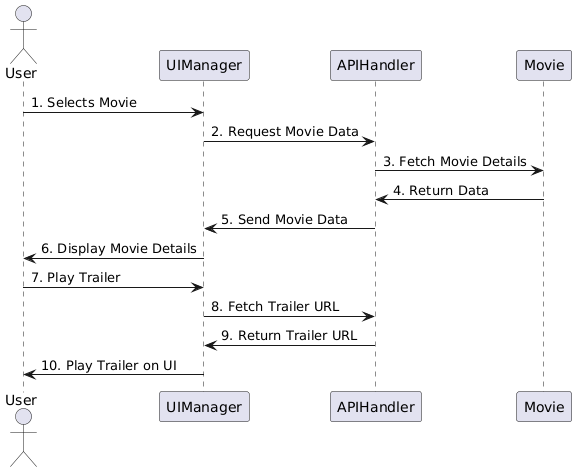 User
UIManager
APIHandler
Movie
1. Selects Movie
2. Request Movie Data
3. Fetch Movie Details
4. Return Data
5. Send Movie Data
6. Display Movie Details
7. Play Trailer
8. Fetch Trailer URL
9. Return Trailer URL
10. Play Trailer on UI
User
UIManager
APIHandler
Movie